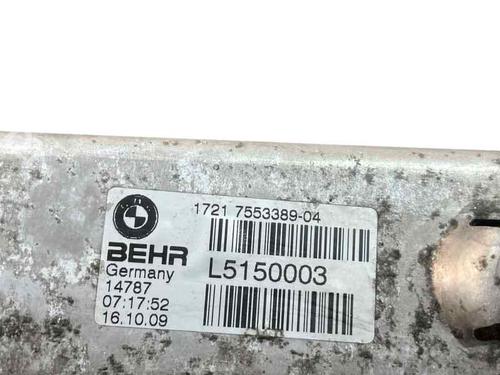 1721 7553389-04
BEHR
Germany
L5150003
14787
07:17:52
16.10.09